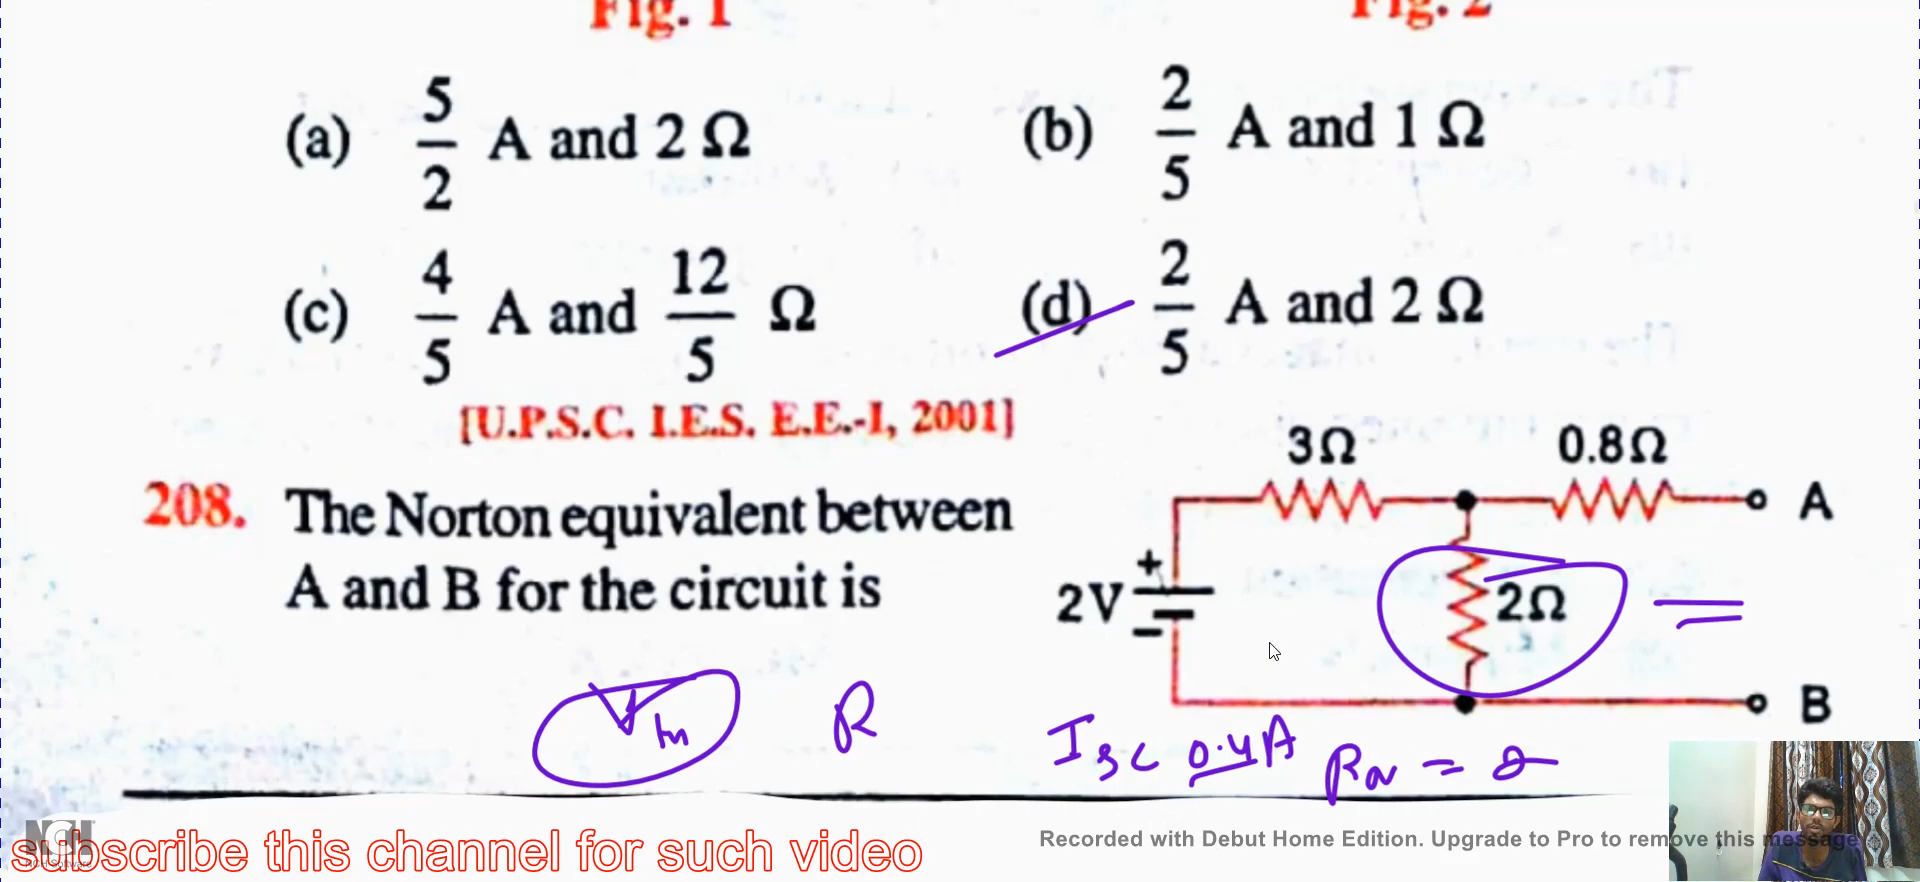 Fig. 1 Fig. 2
(a) 5/2 A and 2 Ω (b) 2/5 A and 1 Ω
(c) 4/5 A and 12/5 Ω (d) 2/5 A and 2 Ω
[U.P.S.C. I.E.S. E.E.-I, 2001]
3Ω 0.8Ω
208. The Norton equivalent between
A
A and B for the circuit is
+
2V 2Ω
−
B
V R
I 0.4A R = 2
Recorded with Debut Home Edition. Upgrade to Pro to remove this message
subscribe this channel for such video